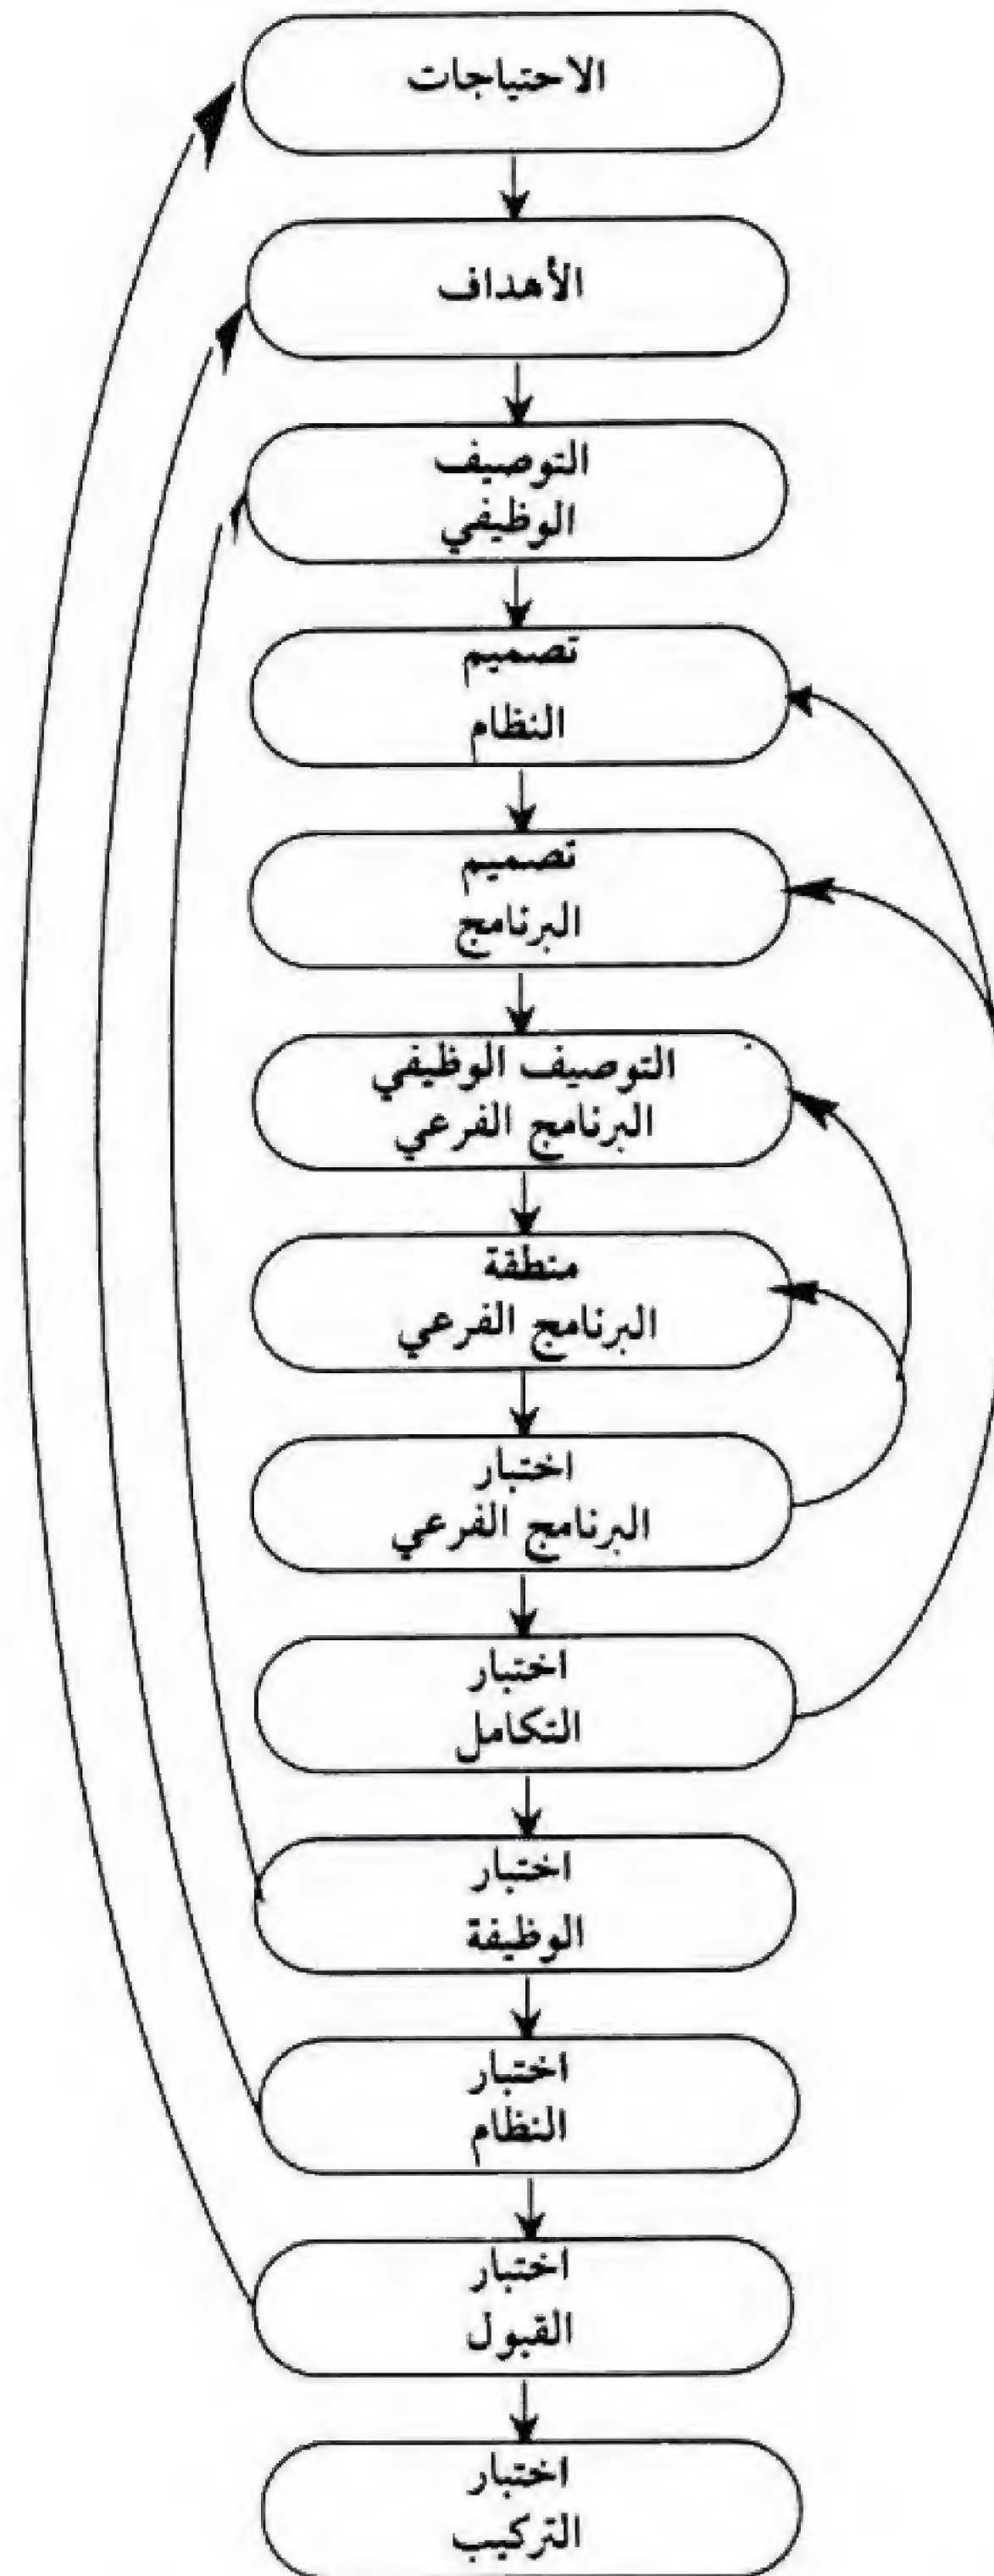 الاحتياجات
الأهداف
التوصيف
الوظيفي
تصميم
النظام
تصميم
البرنامج
التوصيف الوظيفي
البرنامج الفرعي
منطقة
البرنامج الفرعي
اختبار
البرنامج الفرعي
اختبار
التكامل
اختبار
الوظيفة
اختبار
النظام
اختبار
القبول
اختبار
التركيب